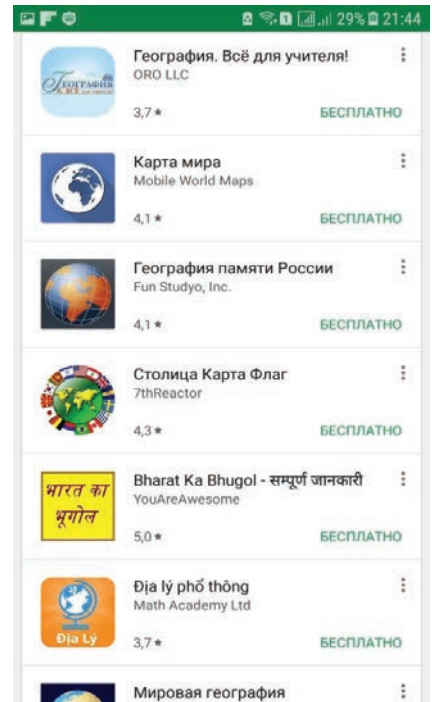 29% 21:44
География. Всё для учителя!
ORO LLC
3,7 ★ БЕСПЛАТНО
Карта мира
Mobile World Maps
4,1 ★ БЕСПЛАТНО
География памяти России
Fun Studyo, Inc.
4,1 ★ БЕСПЛАТНО
Столица Карта Флаг
7thReactor
4,3 ★ БЕСПЛАТНО
भारत का
भूगोल
Bharat Ka Bhugol - सम्पूर्ण जानकारी
YouAreAwesome
5,0 ★ БЕСПЛАТНО
Địa Lý
Địa lý phổ thông
Math Academy Ltd
3,7 ★ БЕСПЛАТНО
Мировая география